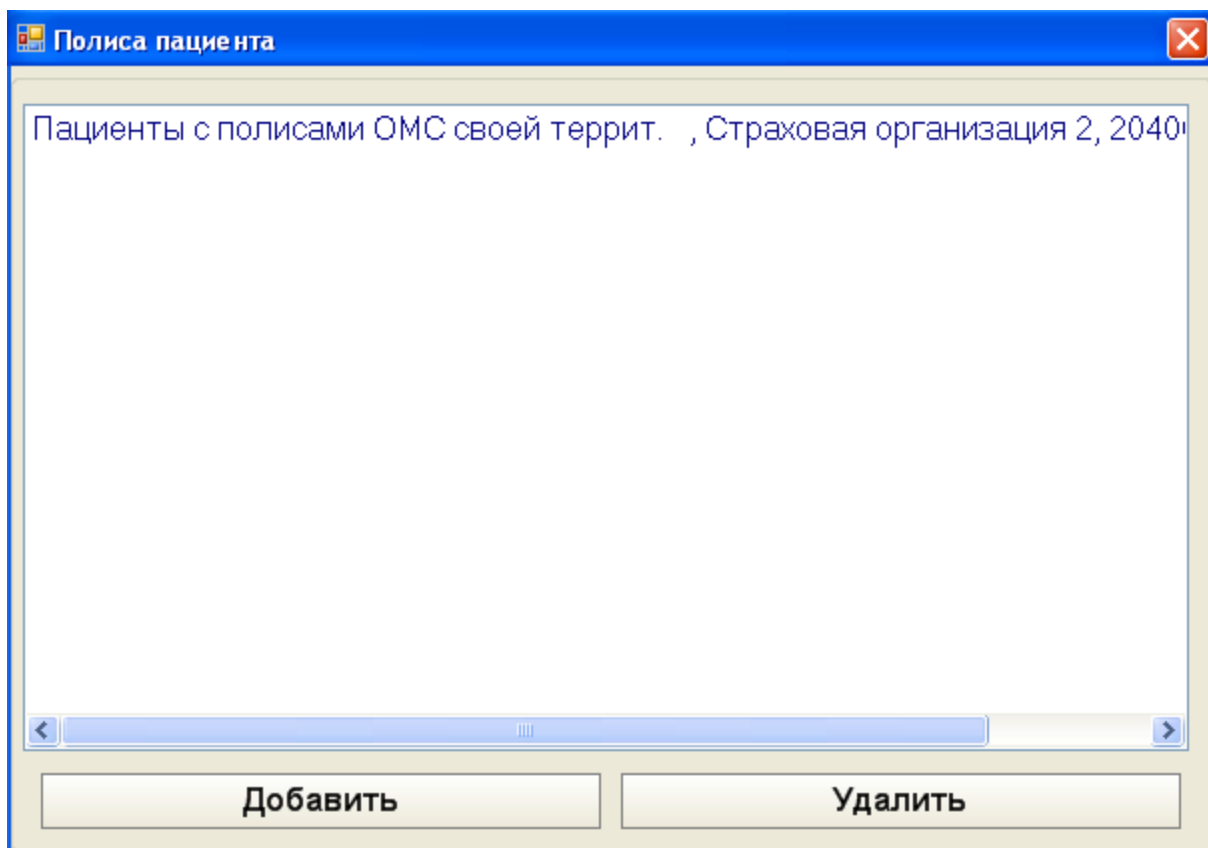 Полиса пациента
Пациенты с полисами ОМС своей террит. , Страховая организация 2, 2040
Добавить
Удалить